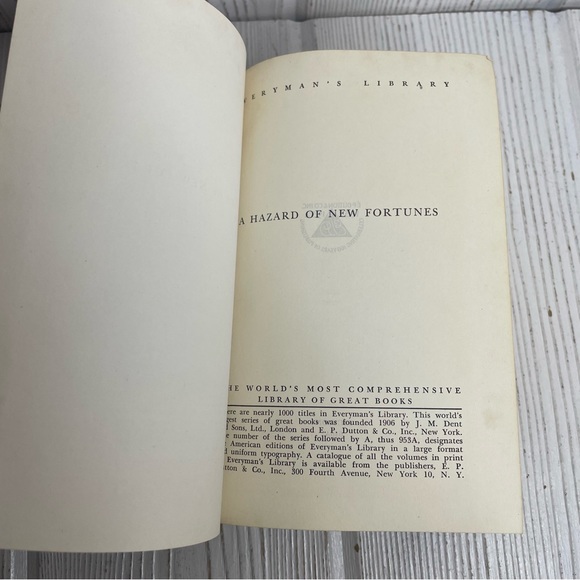 ERYMAN'S LIBRARY
A HAZARD OF NEW FORTUNES
HE WORLD'S MOST COMPREHENSIVE
LIBRARY OF GREAT BOOKS
ere are nearly 1000 titles in Everyman's Library. This world's
gest series of great books was founded 1906 by J. M. Dent
d Sons, Ltd., London and E. P. Dutton & Co., Inc., New York.
e number of the series followed by A, thus 953A, designates
American editions of Everyman's Library in a large format
d uniform typography. A catalogue of all the volumes in print
Everyman's Library is available from the publishers, E. P.
tton & Co., Inc., 300 Fourth Avenue, New York 10, N. Y.